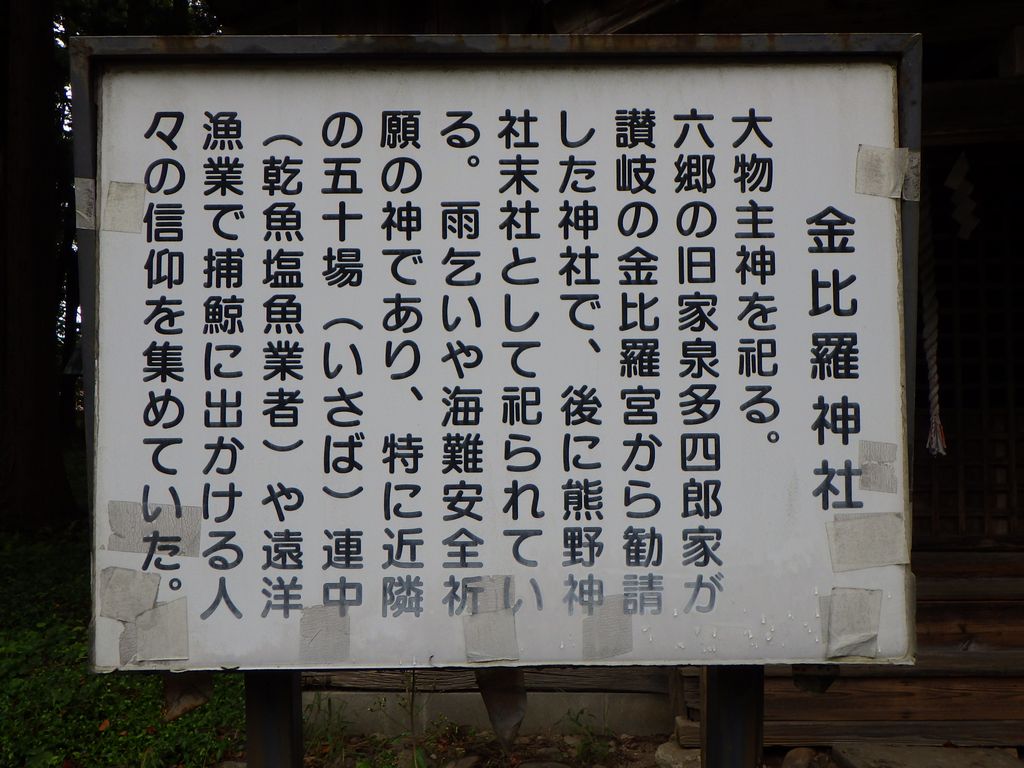 金比羅神社
大物主神を祀る。
六郷の旧家泉多四郎家が
讃岐の金比羅宮から勧請
した神社で、後に熊野神
社末社として祀られてい
る。雨乞いや海難安全祈
願の神であり、特に近隣
の五十場（いさば）連中
（乾魚塩魚業者）や遠洋
漁業で捕鯨に出かける人
々の信仰を集めていた。